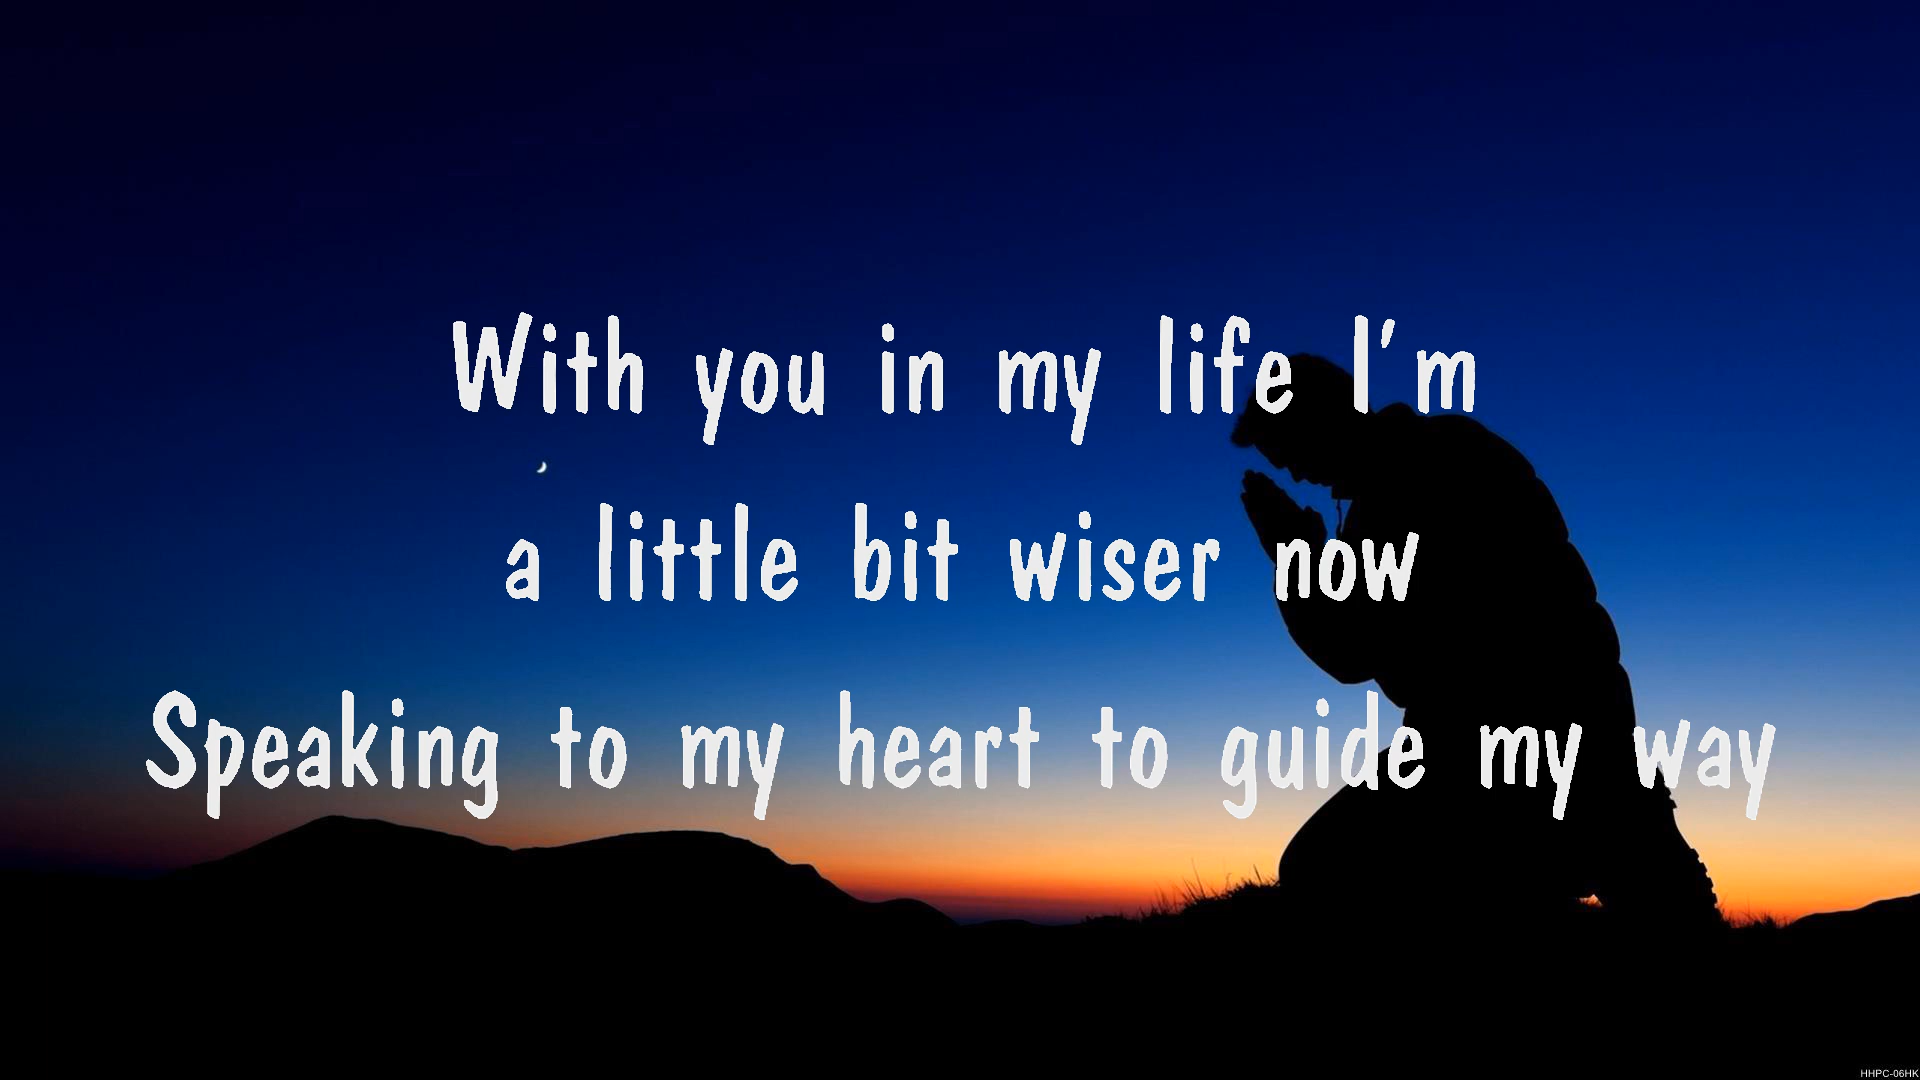 With you in my life I'm
a little bit wiser now
Speaking to my heart to guide my way
HHPC-06HK